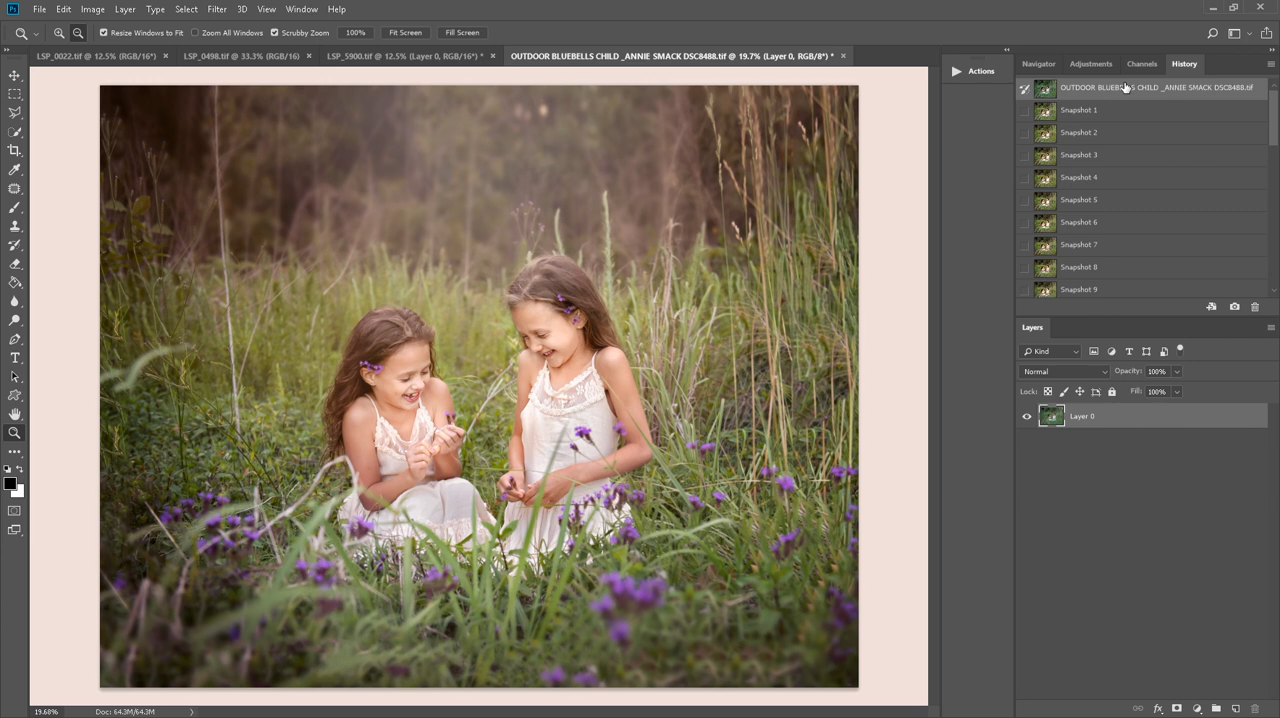 Ps File Edit Image Layer Type Select Filter 3D View Window Help
Resize Windows to Fit Zoom All Windows Scrubby Zoom 100% Fit Screen Fill Screen
LSP_0022.tif @ 12.5% (RGB/16*) × LSP_0498.tif @ 33.3% (RGB/16) × LSP_5900.tif @ 12.5% (Layer 0, RGB/16*) * × OUTDOOR BLUEBELLS CHILD _ANNIE SMACK DSC8488.tif @ 19.7% (Layer 0, RGB/8*) * ×
Actions
Navigator Adjustments Channels History
OUTDOOR BLUEBELLS CHILD _ANNIE SMACK DSC8488.tif
Snapshot 1
Snapshot 2
Snapshot 3
Snapshot 4
Snapshot 5
Snapshot 6
Snapshot 7
Snapshot 8
Snapshot 9
Layers
Kind
Normal Opacity: 100%
Lock: Fill: 100%
Layer 0
19.68% Doc: 64.3M/64.3M